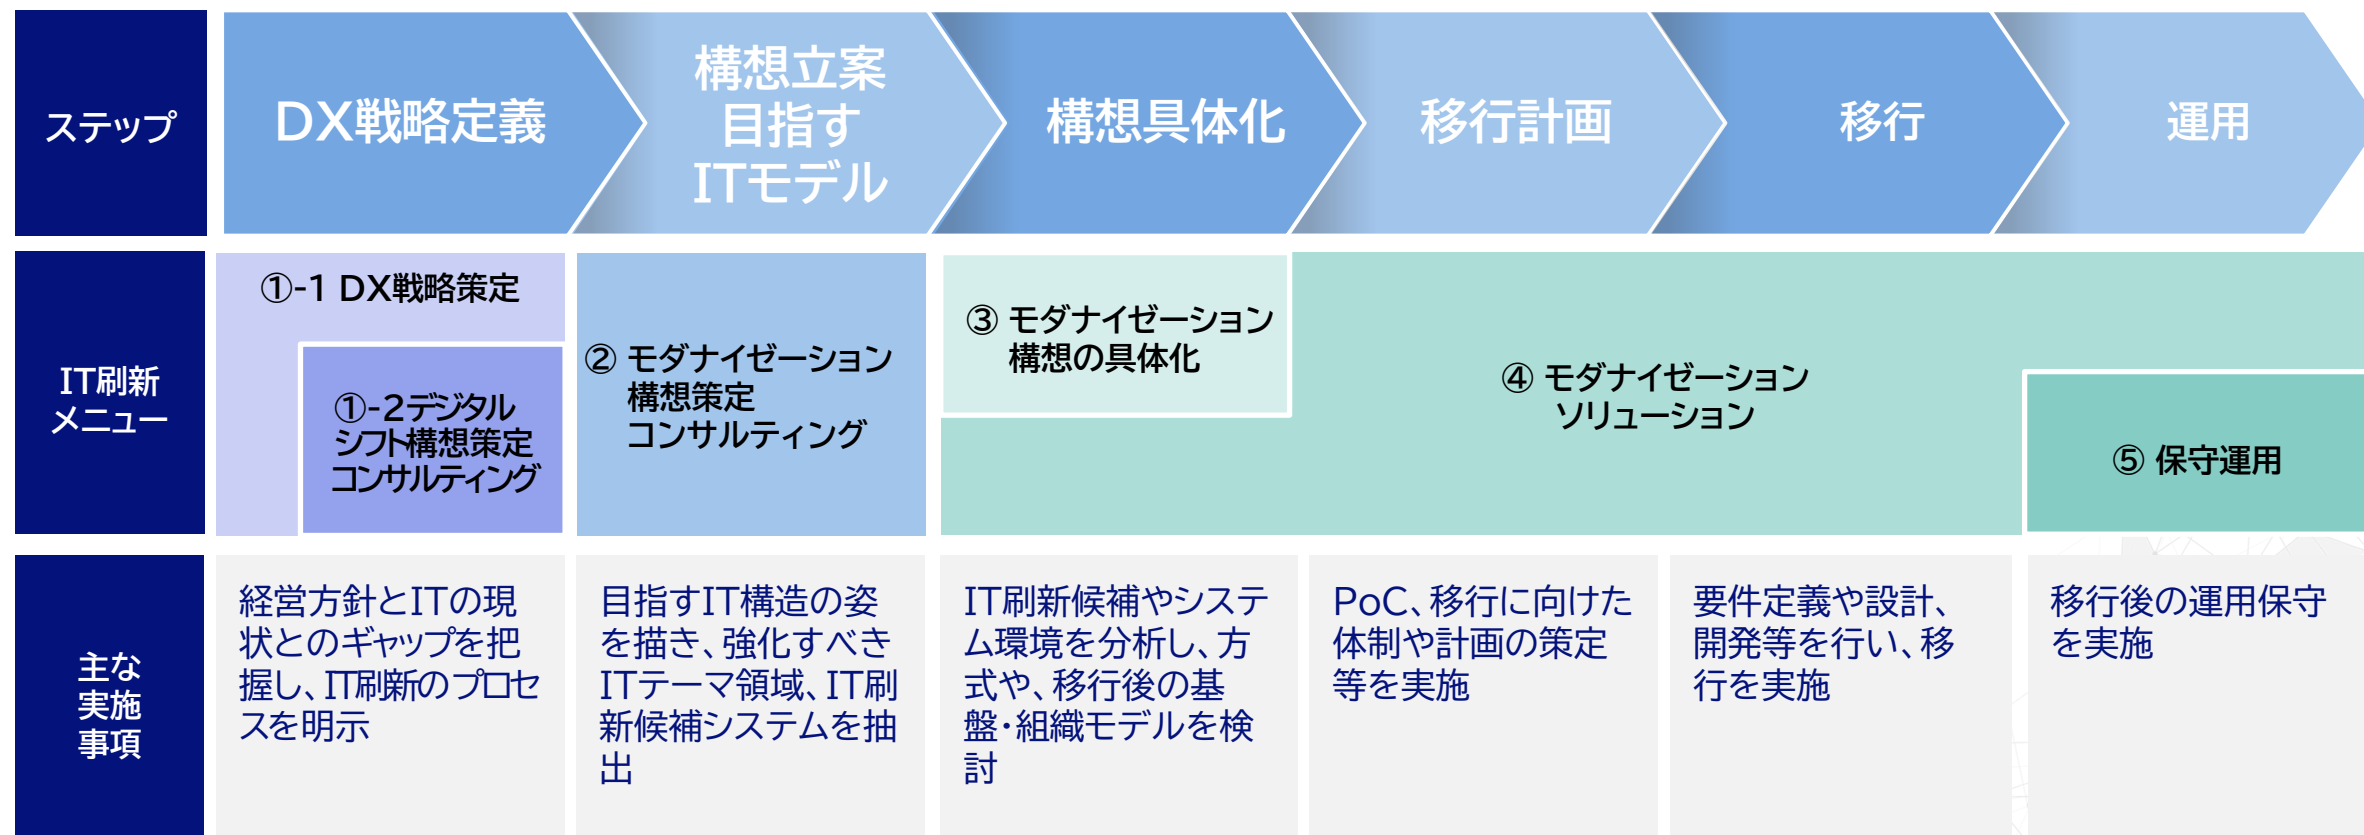 ステップ
DX戦略定義
構想立案
目指す
ITモデル
構想具体化
移行計画
移行
運用
IT刷新
メニュー
①-1 DX戦略策定
①-2デジタル
シフト構想策定
コンサルティング
② モダナイゼーション
構想策定
コンサルティング
③ モダナイゼーション
構想の具体化
④ モダナイゼーション
ソリューション
⑤ 保守運用
主な
実施
事項
経営方針とITの現
状とのギャップを把
握し、IT刷新のプロセ
スを明示
目指すIT構造の姿
を描き、強化すべき
ITテーマ領域、IT刷
新候補システムを抽
出
IT刷新候補やシステ
ム環境を分析し、方
式や、移行後の基
盤・組織モデルを検
討
PoC、移行に向けた
体制や計画の策定
等を実施
要件定義や設計、
開発等を行い、移
行を実施
移行後の運用保守
を実施